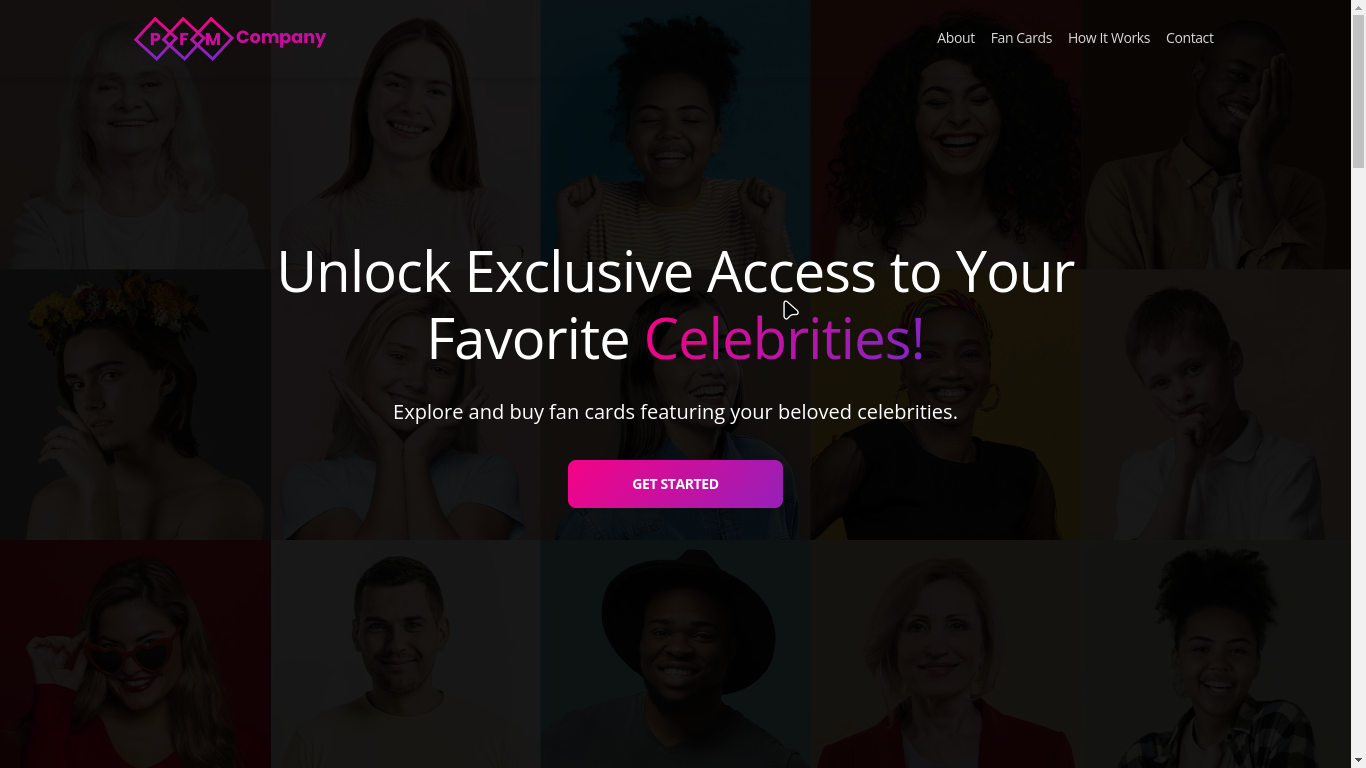 PFM Company
About
Fan Cards
How It Works
Contact
Unlock Exclusive Access to Your
Favorite Celebrities!
Explore and buy fan cards featuring your beloved celebrities.
GET STARTED